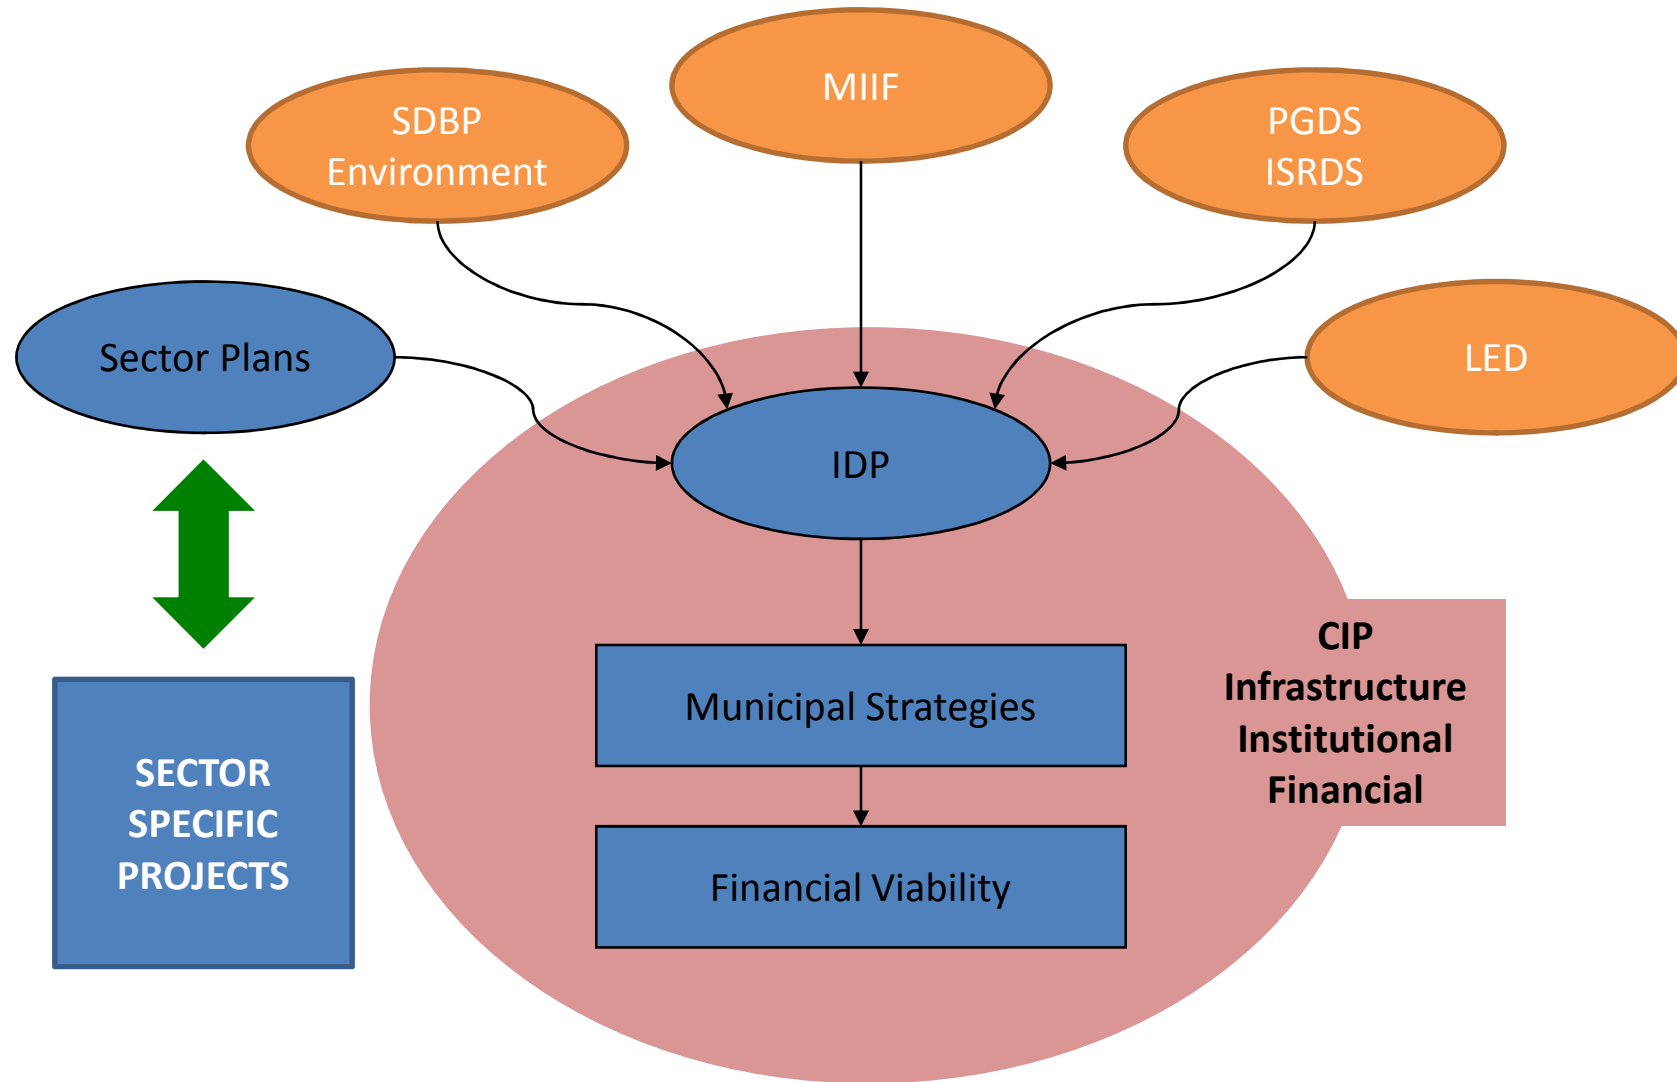 MIIF
SDBP
Environment
PGDS
ISRDS
Sector Plans
LED
IDP
CIP
Infrastructure
Institutional
Financial
Municipal Strategies
SECTOR
SPECIFIC
PROJECTS
Financial Viability